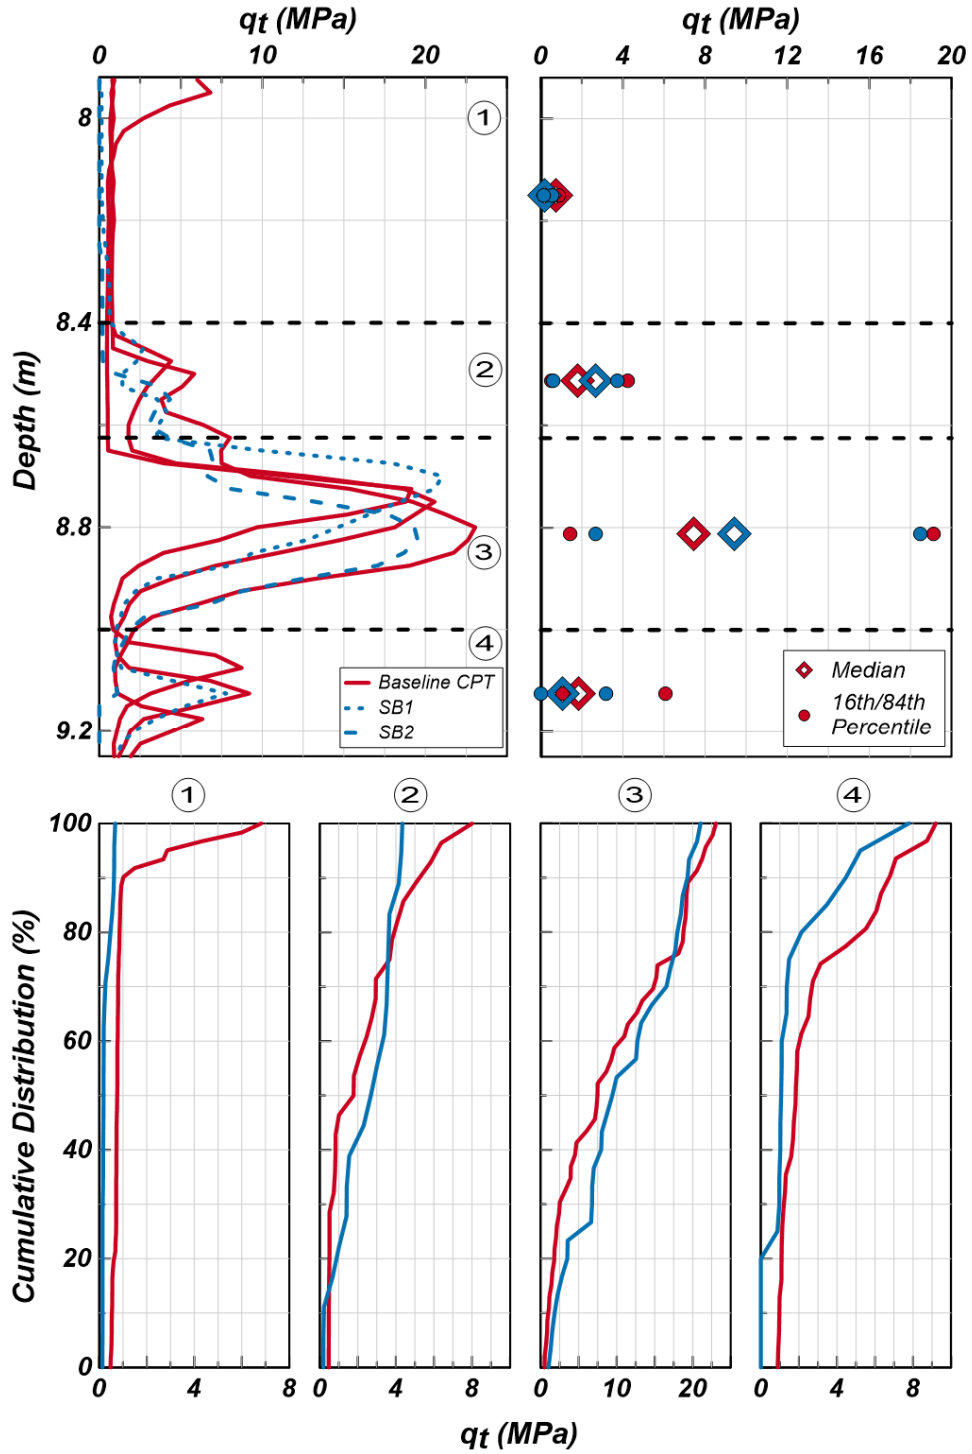 qt (MPa)
qt (MPa)
0 10 20
0 4 8 12 16 20
Depth (m)
8
8.4
8.8
9.2
1
2
3
4
Baseline CPT
SB1
SB2
Median
16th/84th
Percentile
1 2 3 4
Cumulative Distribution (%)
100
80
60
40
20
0
0 4 8
0 4 8
0 10 20
0 4 8
qt (MPa)